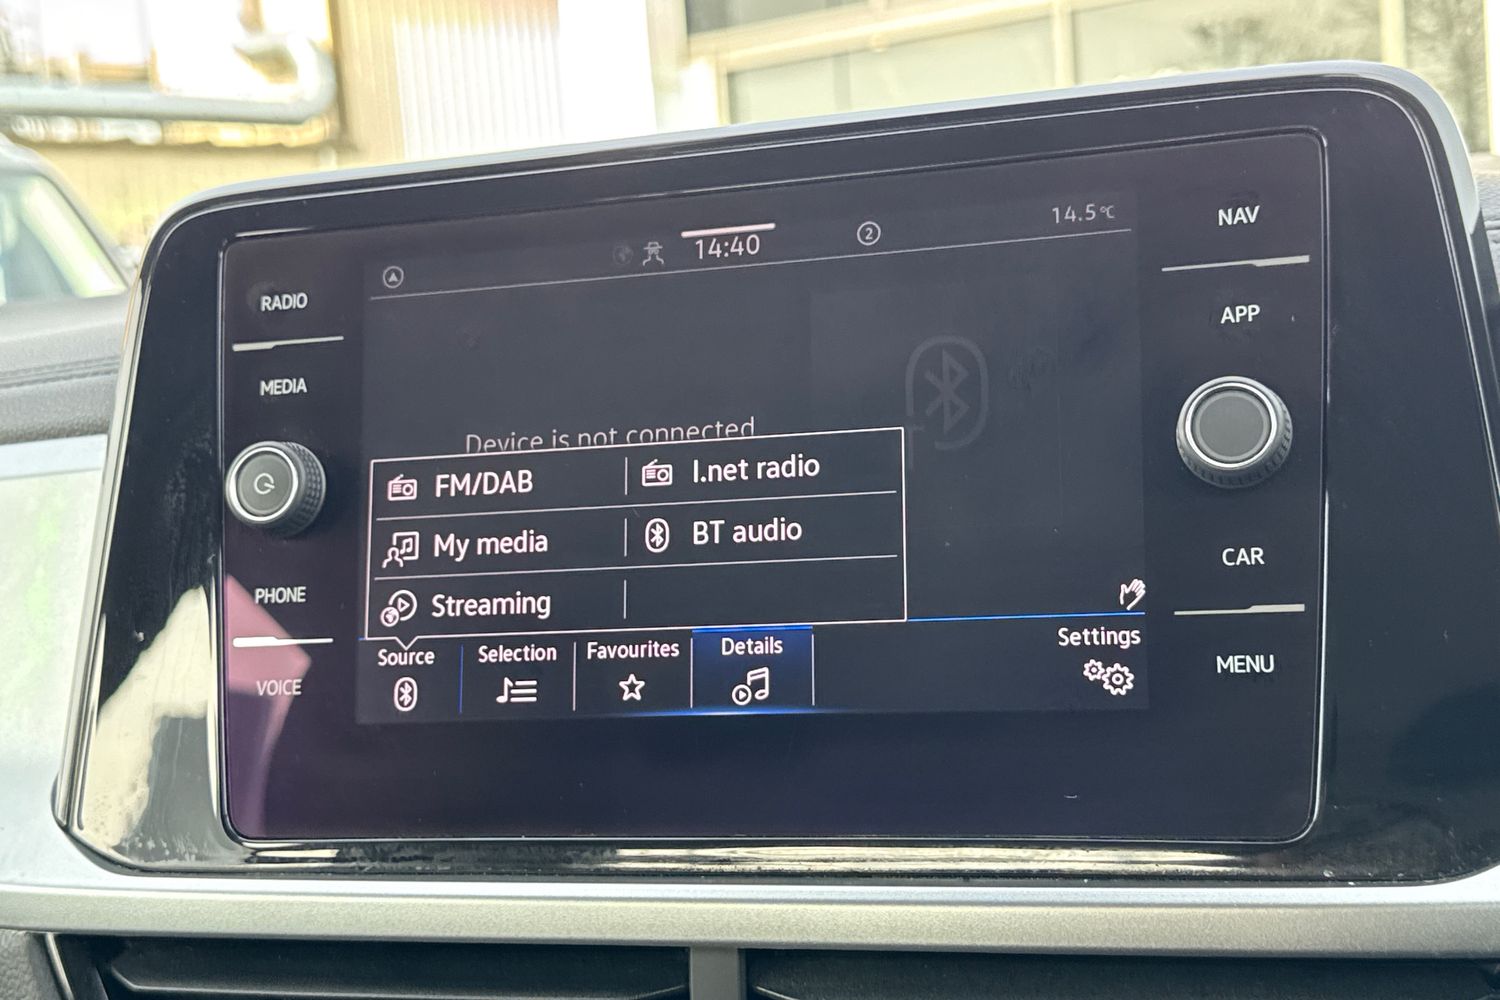 14:40
2
14.5°C
NAV
RADIO
APP
MEDIA
Device is not connected
FM/DAB
I.net radio
My media
BT audio
CAR
PHONE
Streaming
Settings
Source
Selection
Favourites
Details
MENU
VOICE